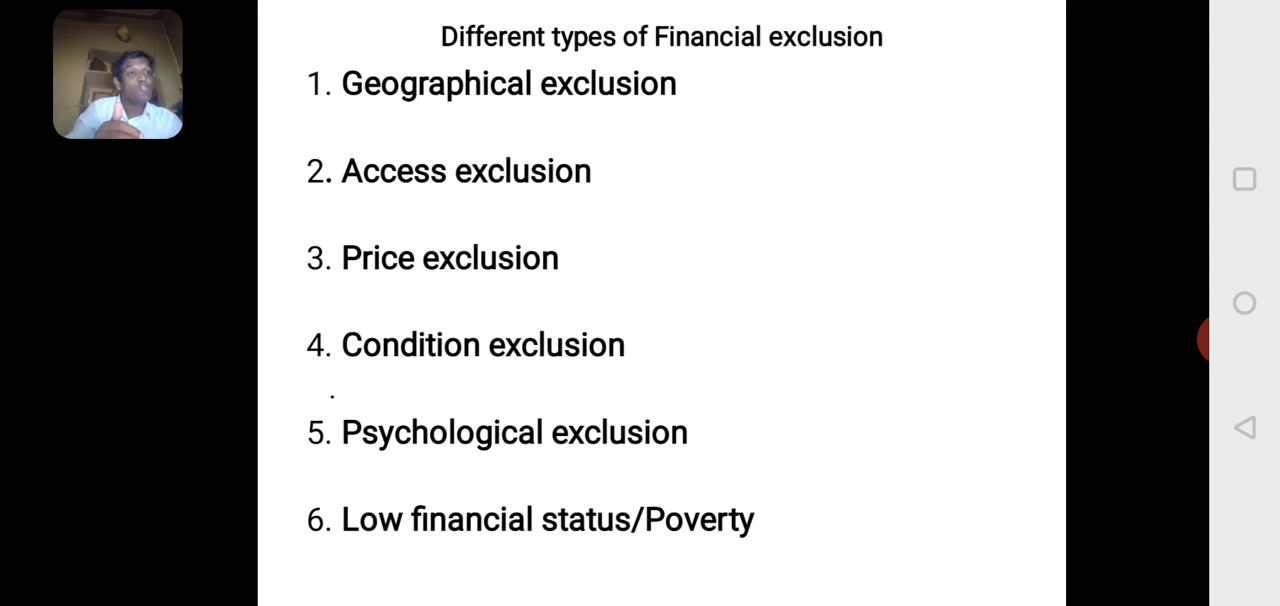 Different types of Financial exclusion
1. Geographical exclusion
2. Access exclusion
3. Price exclusion
4. Condition exclusion
.
5. Psychological exclusion
6. Low financial status/Poverty